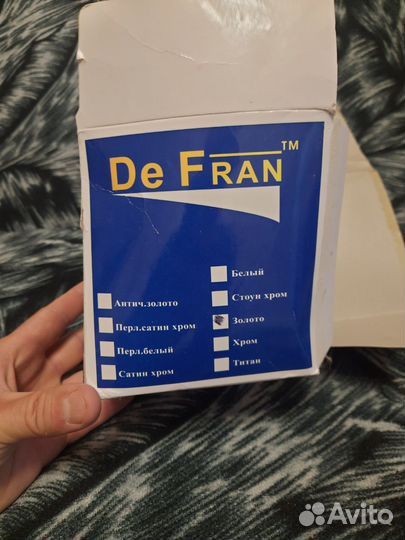 De FRAN™
Белый
Антич.золото
Стоун хром
Перл.сатин хром
Золото
Перл.белый
Хром
Сатин хром
Титан
Avito